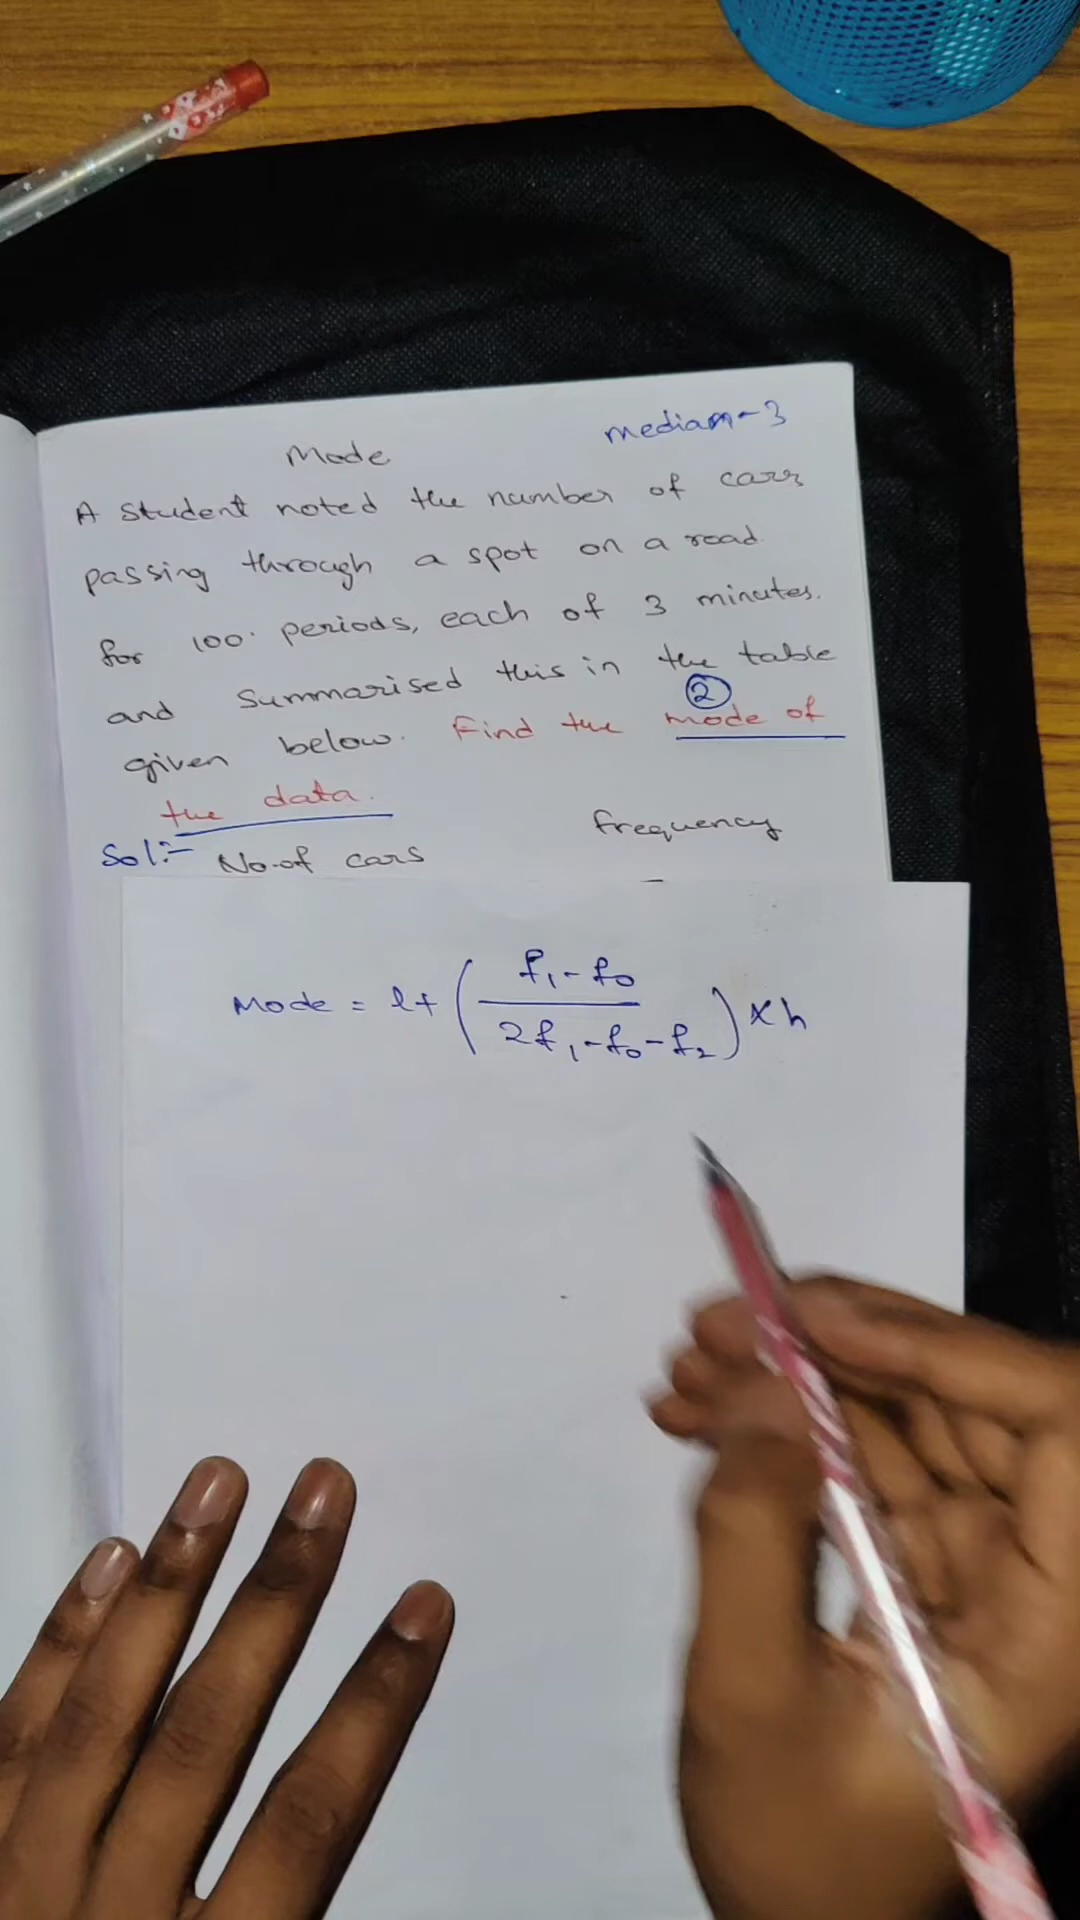 Mode
median-3
A student noted the number of cars
passing through a spot on a road.
for 100. periods, each of 3 minutes.
and summarised this in the table
given below. Find the mode of
②
the data.
Sol:-
No.of cars
frequency
Mode = l+ ( f₁-f₀ / 2f₁-f₀-f₂ ) × h